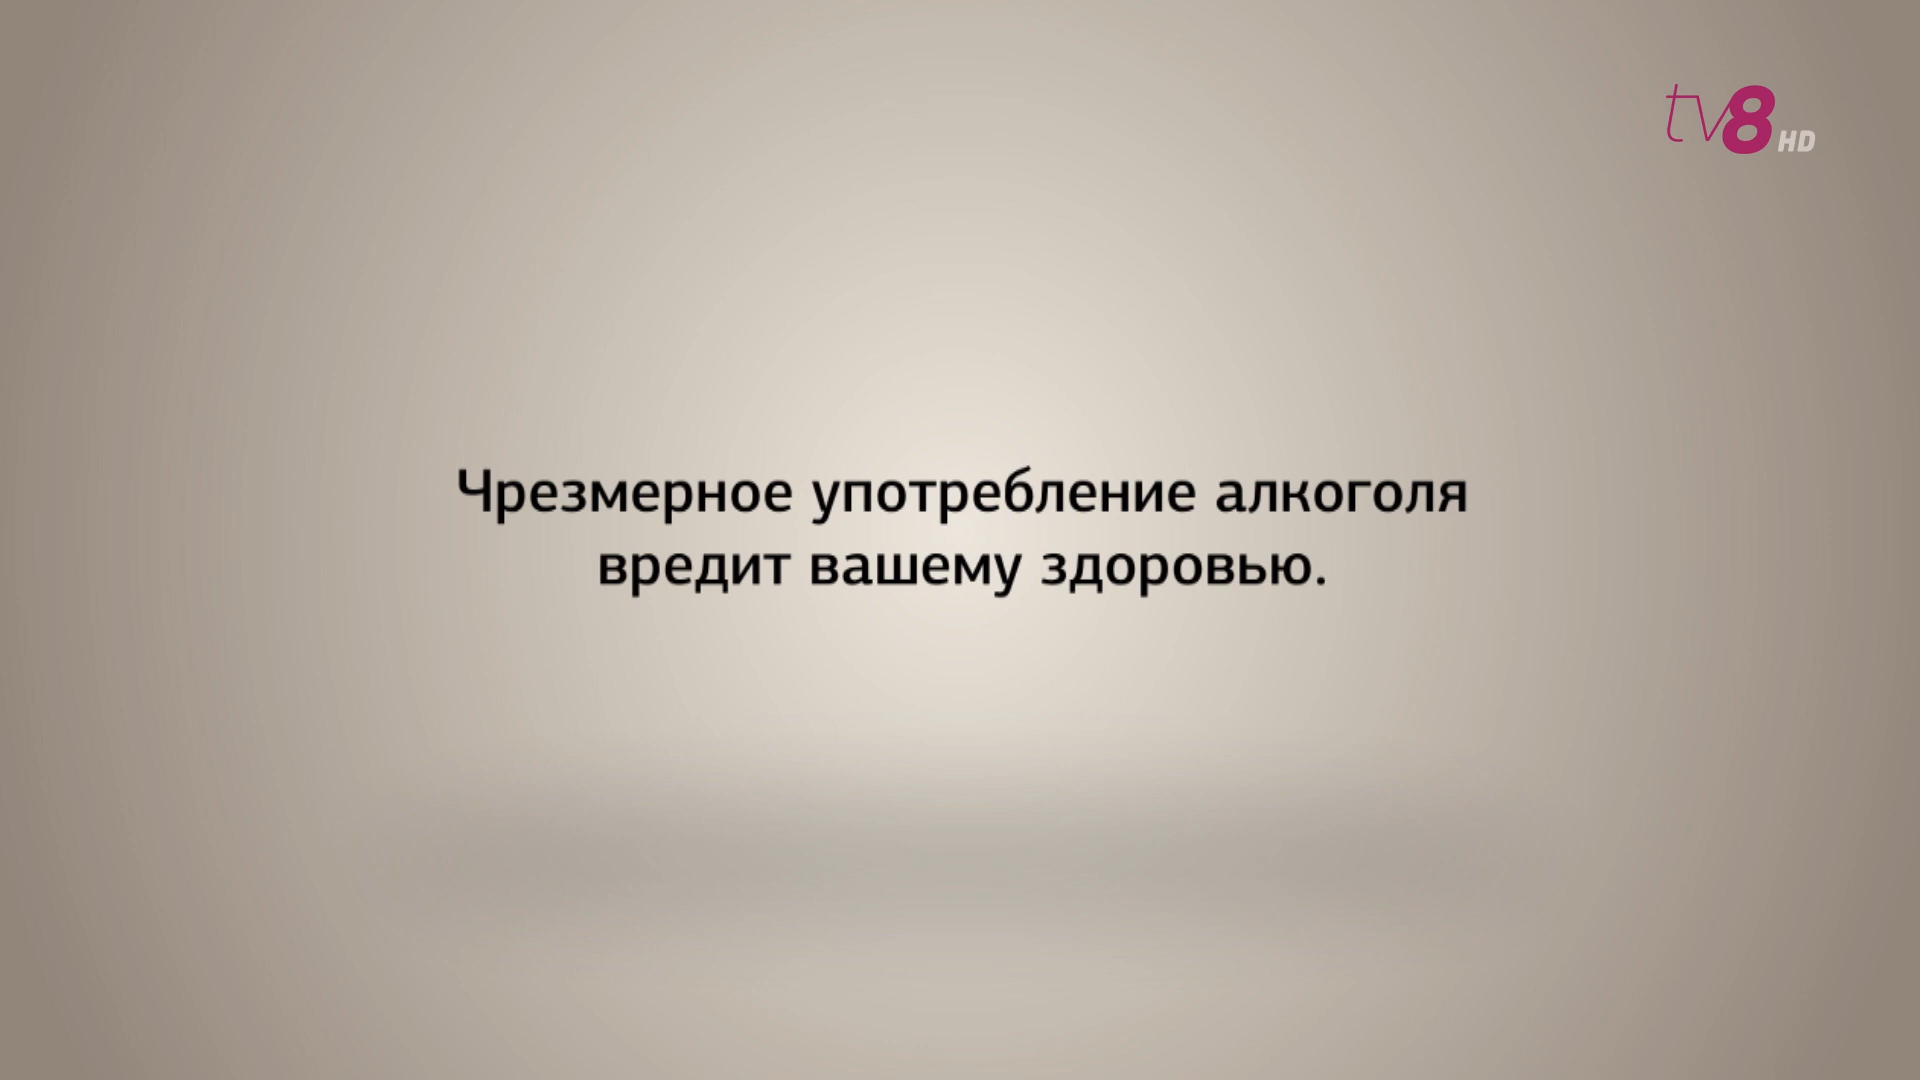 tv8 HD
Чрезмерное употребление алкоголя
вредит вашему здоровью.